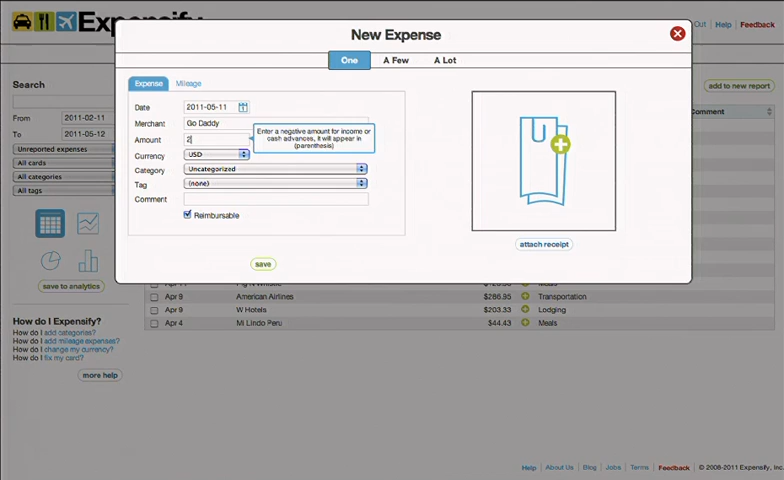 Expensify
New Expense
Out | Help | Feedback
One A Few A Lot
Search
Expense Mileage
add to new report
Date 2011-05-11
From 2011-02-11
Merchant Go Daddy
Comment
To 2011-05-12
Amount 2
Enter a negative amount for income or
cash advances, it will appear in
(parenthesis)
Unreported expenses
Currency USD
All cards
Category Uncategorized
All categories
Tag (none)
All tags
Comment
Reimbursable
attach receipt
save
save to analytics
Apr 9 American Airlines $286.95 Transportation
Apr 9 W Hotels $203.33 Lodging
Apr 4 Mi Lindo Peru $44.43 Meals
How do I Expensify?
How do I add categories?
How do I add mileage expenses?
How do I change my currency?
How do I fix my card?
more help
Help | About Us | Blog | Jobs | Terms | Feedback | © 2008-2011 Expensify, Inc.